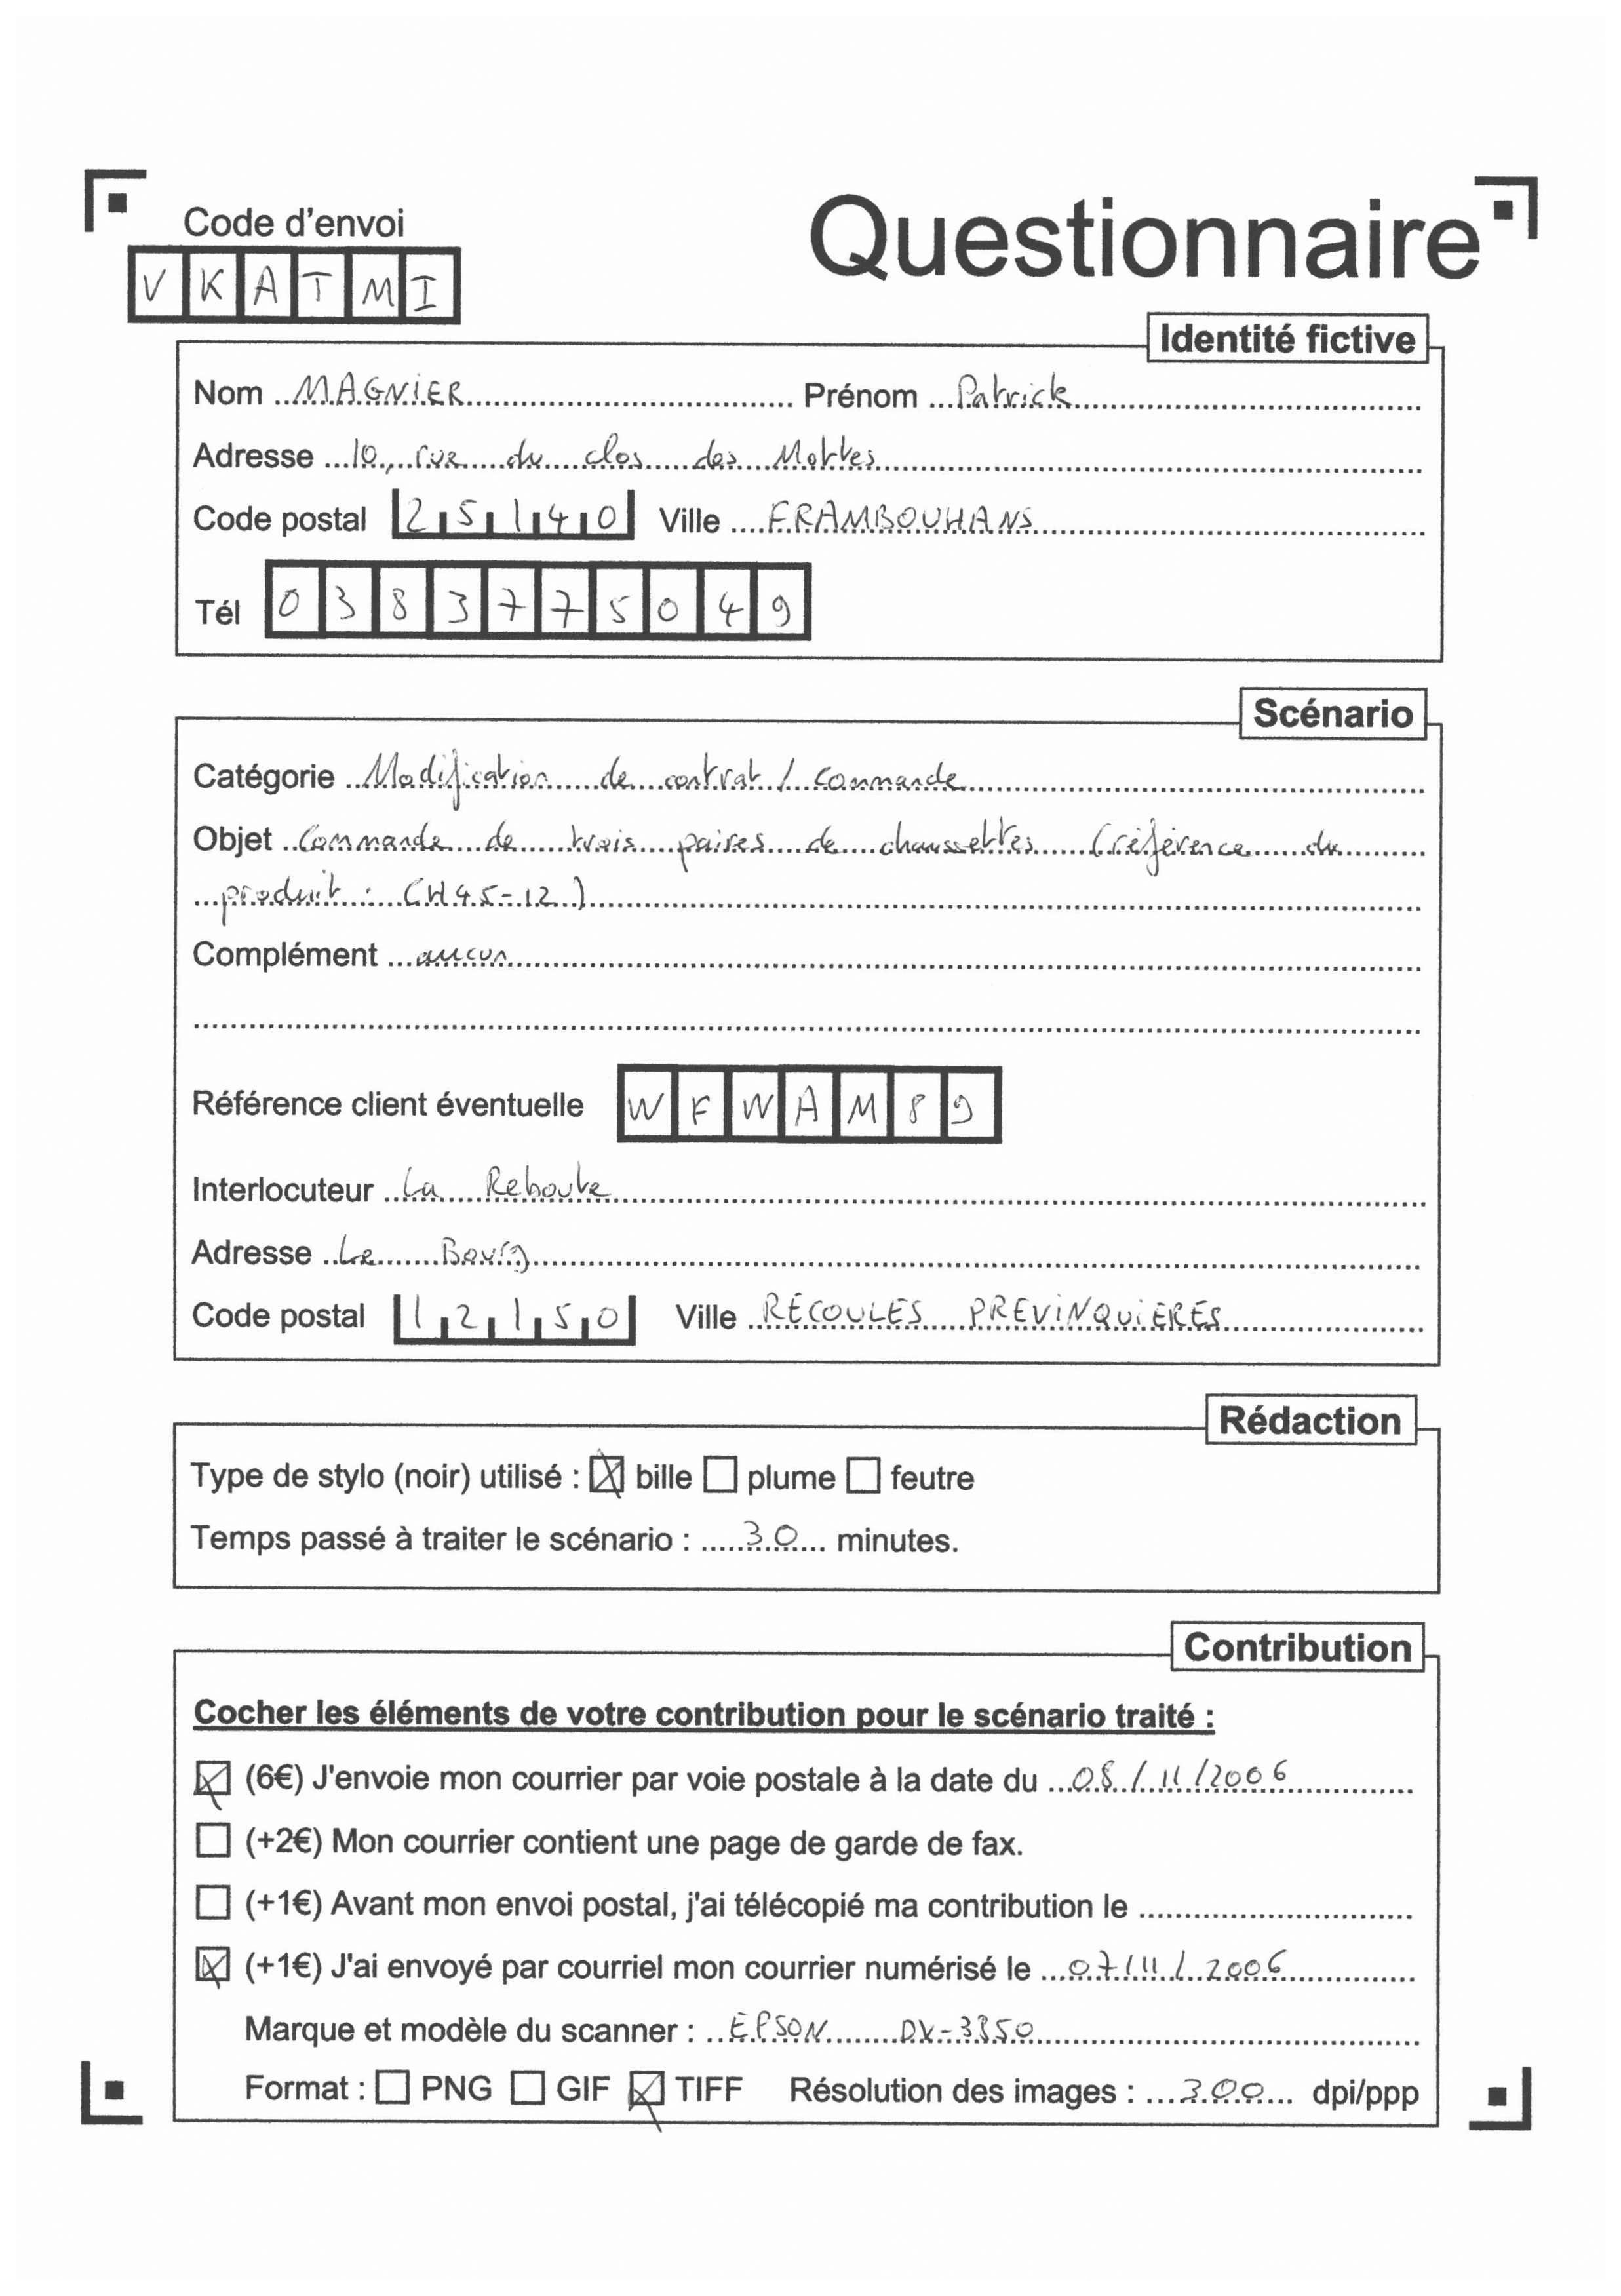 Code d'envoi
Questionnaire
VKATMI
Identité fictive
Nom MAGNIER Prénom Patrick
Adresse 10, rue du clos des Mottes
Code postal 25140 Ville FRAMBOUHANS
Tél 0383775049
Scénario
Catégorie Modification de contrat / commande
Objet Commande de trois paires de chaussettes (référence du
produit : CH45-12)
Complément aucun
Référence client éventuelle WFWAM89
Interlocuteur La Reboute
Adresse Le Bourg
Code postal 12150 Ville RECOULES PREVINQUIERES
Rédaction
Type de stylo (noir) utilisé : ☒ bille ☐ plume ☐ feutre
Temps passé à traiter le scénario : 30 minutes.
Contribution
Cocher les éléments de votre contribution pour le scénario traité :
☒ (6€) J'envoie mon courrier par voie postale à la date du 08/11/2006
☐ (+2€) Mon courrier contient une page de garde de fax.
☐ (+1€) Avant mon envoi postal, j'ai télécopié ma contribution le
☒ (+1€) J'ai envoyé par courriel mon courrier numérisé le 07/11/2006
Marque et modèle du scanner : EPSON DX-3850
Format : ☐ PNG ☐ GIF ☒ TIFF Résolution des images : 300 dpi/ppp